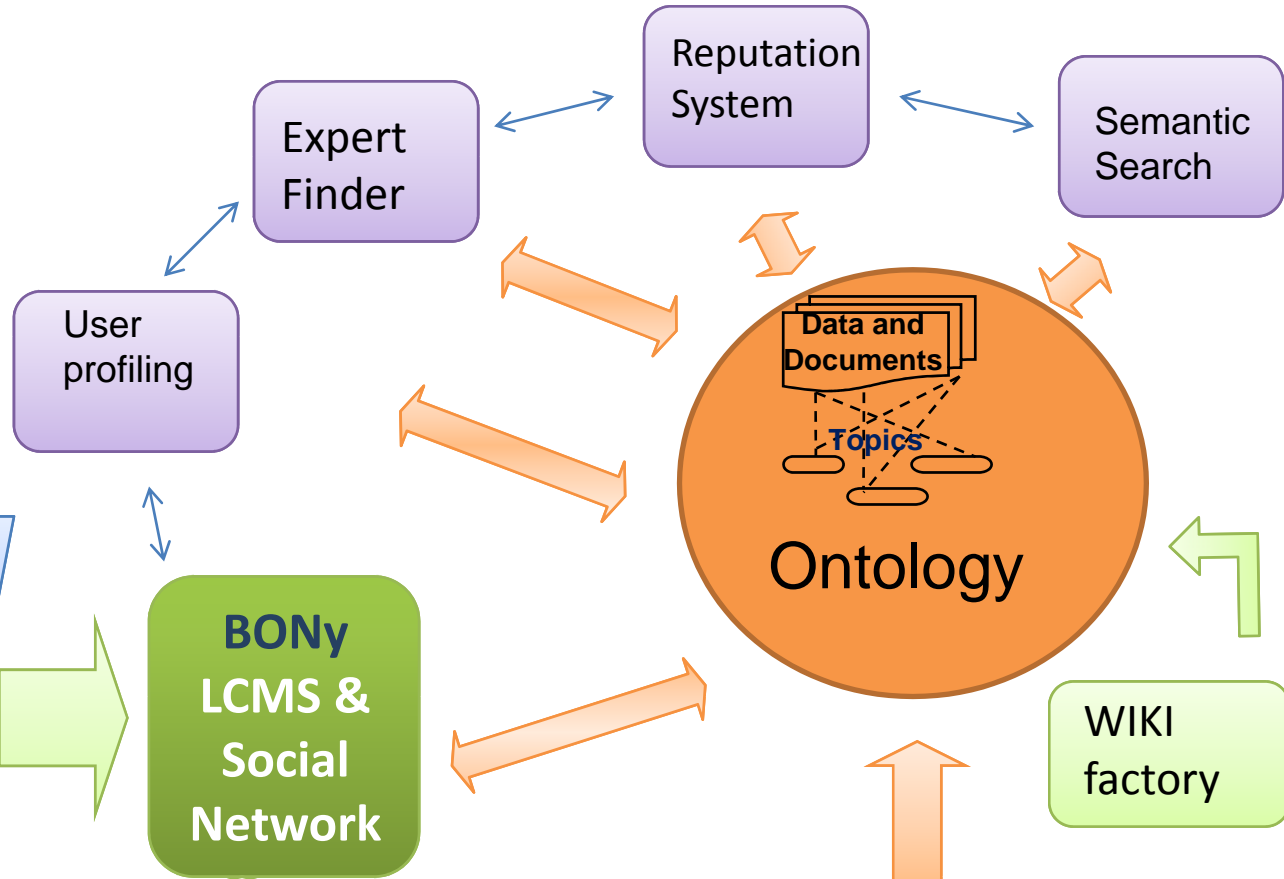 Reputation
System
Expert
Finder
Semantic
Search
User
profiling
Data and
Documents
Topics
Ontology
BONy
LCMS &
Social
Network
WIKI
factory